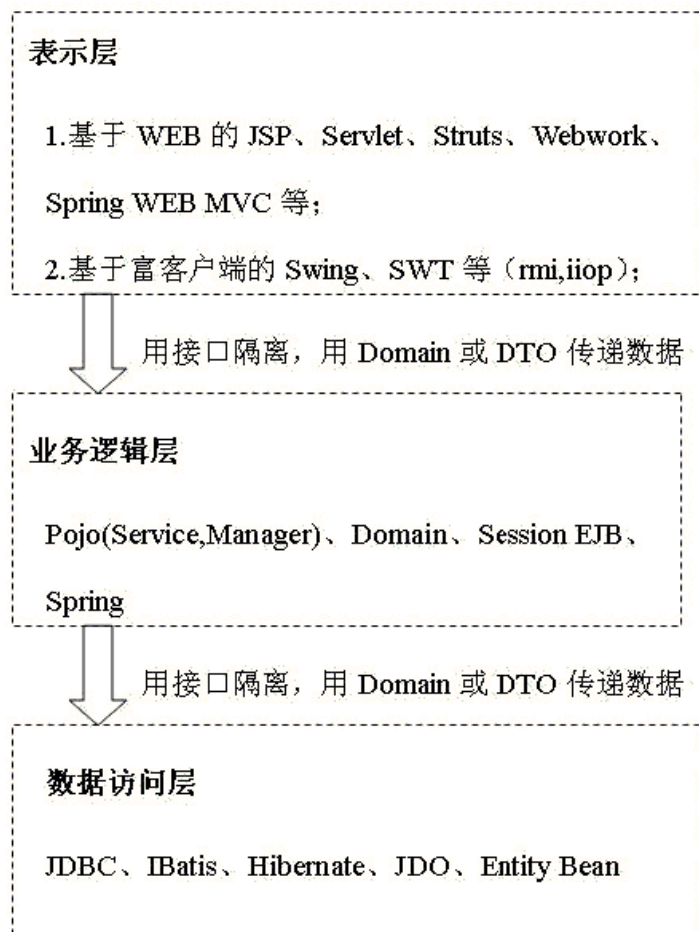 表示层
1.基于 WEB 的 JSP、Servlet、Struts、Webwork、
Spring WEB MVC 等；
2.基于富客户端的 Swing、SWT 等（rmi,iiop）；
用接口隔离，用 Domain 或 DTO 传递数据
业务逻辑层
Pojo(Service,Manager)、Domain、Session EJB、
Spring
用接口隔离，用 Domain 或 DTO 传递数据
数据访问层
JDBC、IBatis、Hibernate、JDO、Entity Bean